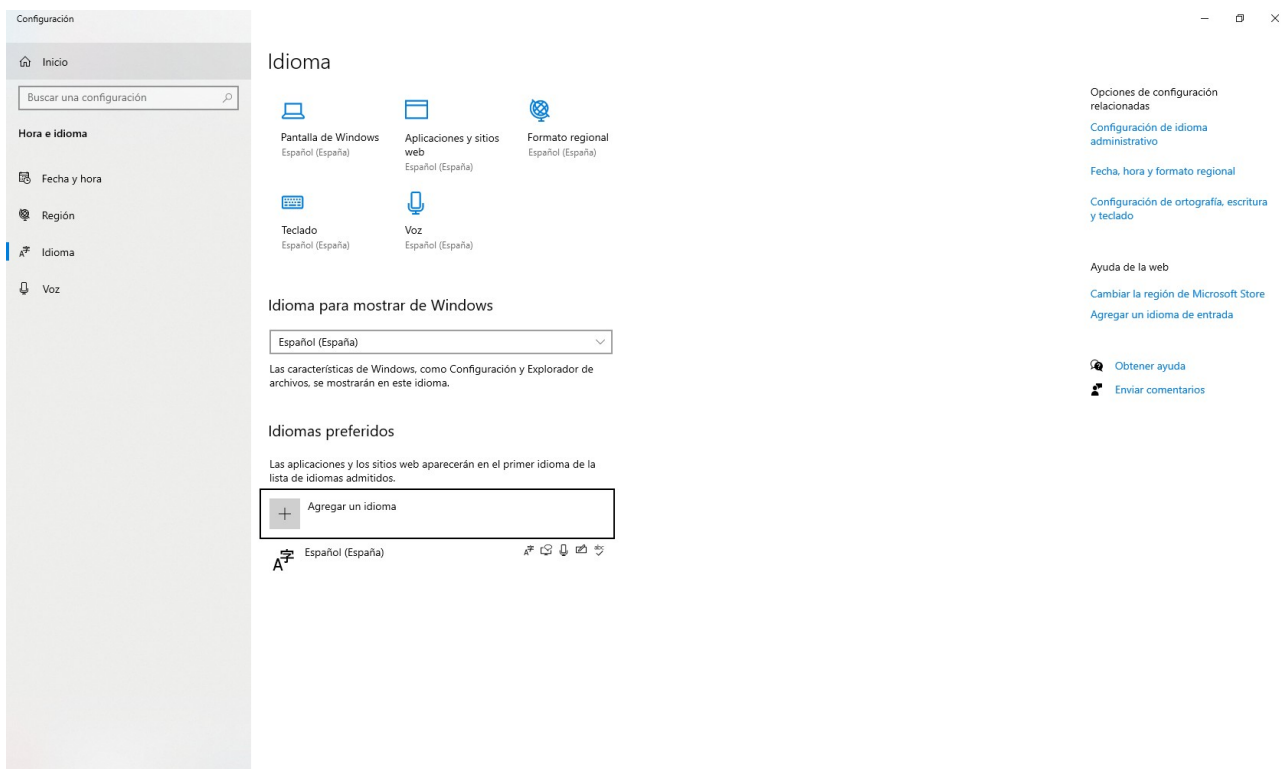 Configuración
Inicio
Buscar una configuración
Hora e idioma
Fecha y hora
Región
Idioma
Voz
Idioma
Pantalla de Windows
Español (España)
Aplicaciones y sitios
web
Español (España)
Formato regional
Español (España)
Teclado
Español (España)
Voz
Español (España)
Idioma para mostrar de Windows
Español (España)
Las características de Windows, como Configuración y Explorador de
archivos, se mostrarán en este idioma.
Idiomas preferidos
Las aplicaciones y los sitios web aparecerán en el primer idioma de la
lista de idiomas admitidos.
Agregar un idioma
Español (España)
Opciones de configuración
relacionadas
Configuración de idioma
administrativo
Fecha, hora y formato regional
Configuración de ortografía, escritura
y teclado
Ayuda de la web
Cambiar la región de Microsoft Store
Agregar un idioma de entrada
Obtener ayuda
Enviar comentarios